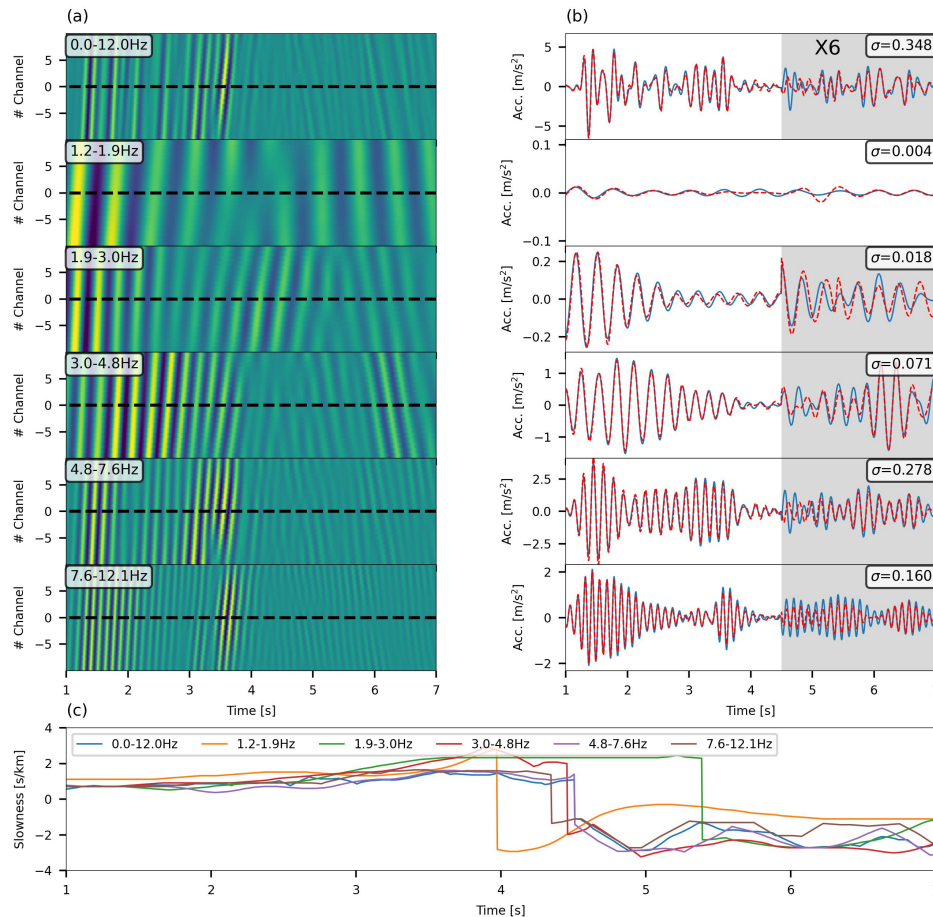 (a)
0.0-12.0Hz
# Channel
5
0
−5
1.2-1.9Hz
# Channel
5
0
−5
1.9-3.0Hz
# Channel
5
0
−5
3.0-4.8Hz
# Channel
5
0
−5
4.8-7.6Hz
# Channel
5
0
−5
7.6-12.1Hz
# Channel
5
0
−5
1 2 3 4 5 6 7
Time [s]
(b)
X6
σ=0.348
Acc. [m/s²]
5
0
−5
σ=0.004
Acc. [m/s²]
0.1
0.0
−0.1
σ=0.018
Acc. [m/s²]
0.2
0.0
−0.2
σ=0.071
Acc. [m/s²]
1
0
−1
σ=0.278
Acc. [m/s²]
2.5
0.0
−2.5
σ=0.160
Acc. [m/s²]
2
0
−2
1 2 3 4 5 6
Time [s]
(c)
0.0-12.0Hz 1.2-1.9Hz 1.9-3.0Hz 3.0-4.8Hz 4.8-7.6Hz 7.6-12.1Hz
Slowness [s/km]
4
2
0
−2
−4
1 2 3 4 5 6
Time [s]